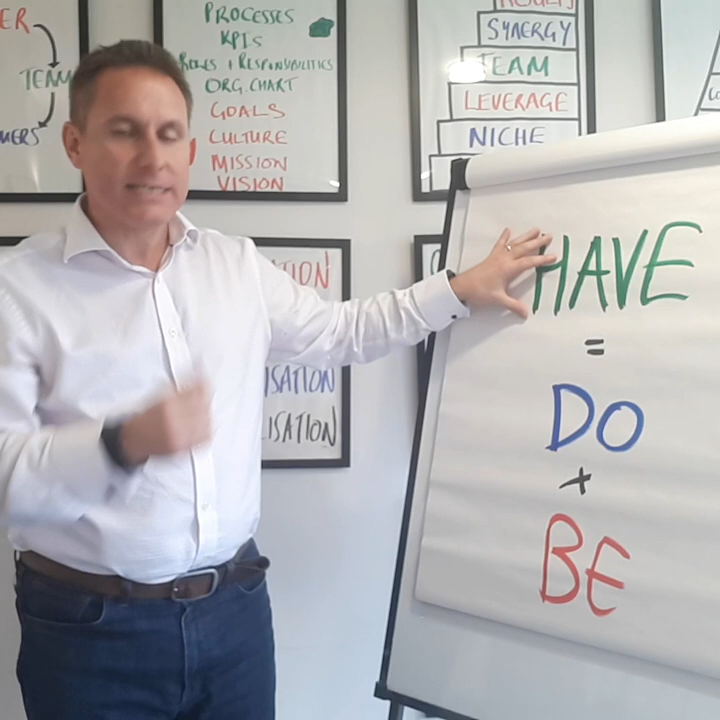 ER
TEAM
MERS
PROCESSES
KPIS
ROLES + RESPONSIBILITIES
ORG. CHART
GOALS
CULTURE
MISSION
VISION
SYNERGY
TEAM
LEVERAGE
NICHE
TION
ISATION
ISATION
HAVE
=
DO
+
BE